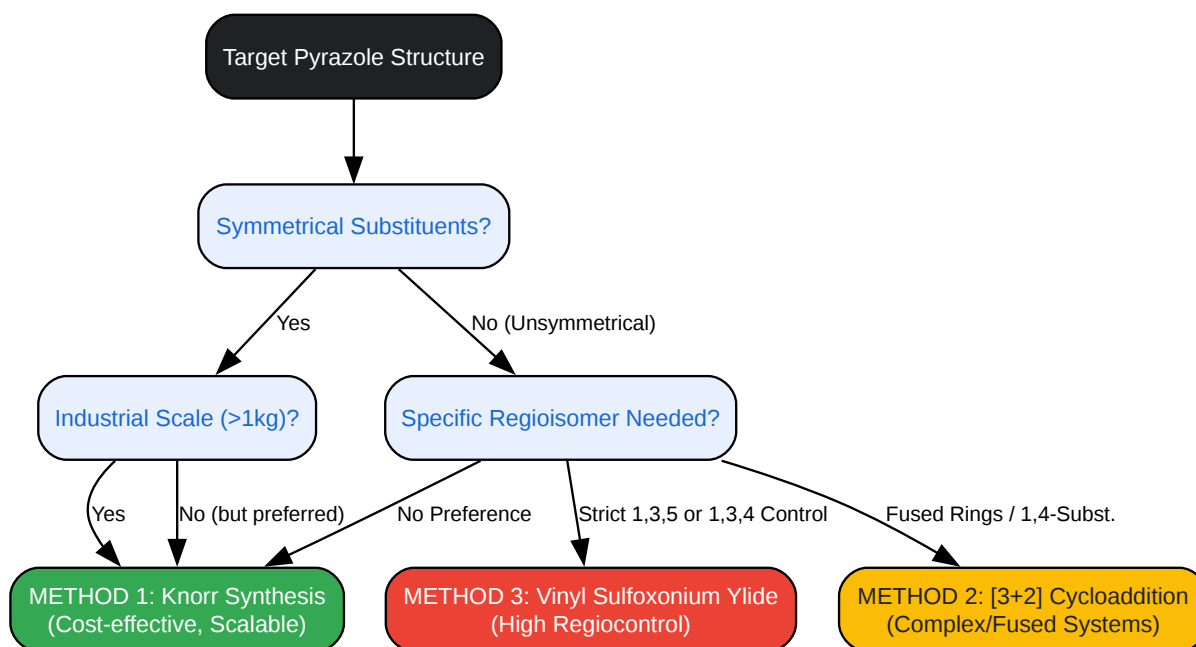 Target Pyrazole Structure
Symmetrical Substituents?
Yes
No (Unsymmetrical)
Industrial Scale (>1kg)?
Specific Regioisomer Needed?
Yes
No (but preferred)
No Preference
Strict 1,3,5 or 1,3,4 Control
Fused Rings / 1,4-Subst.
METHOD 1: Knorr Synthesis
(Cost-effective, Scalable)
METHOD 3: Vinyl Sulfoxonium Ylide
(High Regiocontrol)
METHOD 2: [3+2] Cycloaddition
(Complex/Fused Systems)